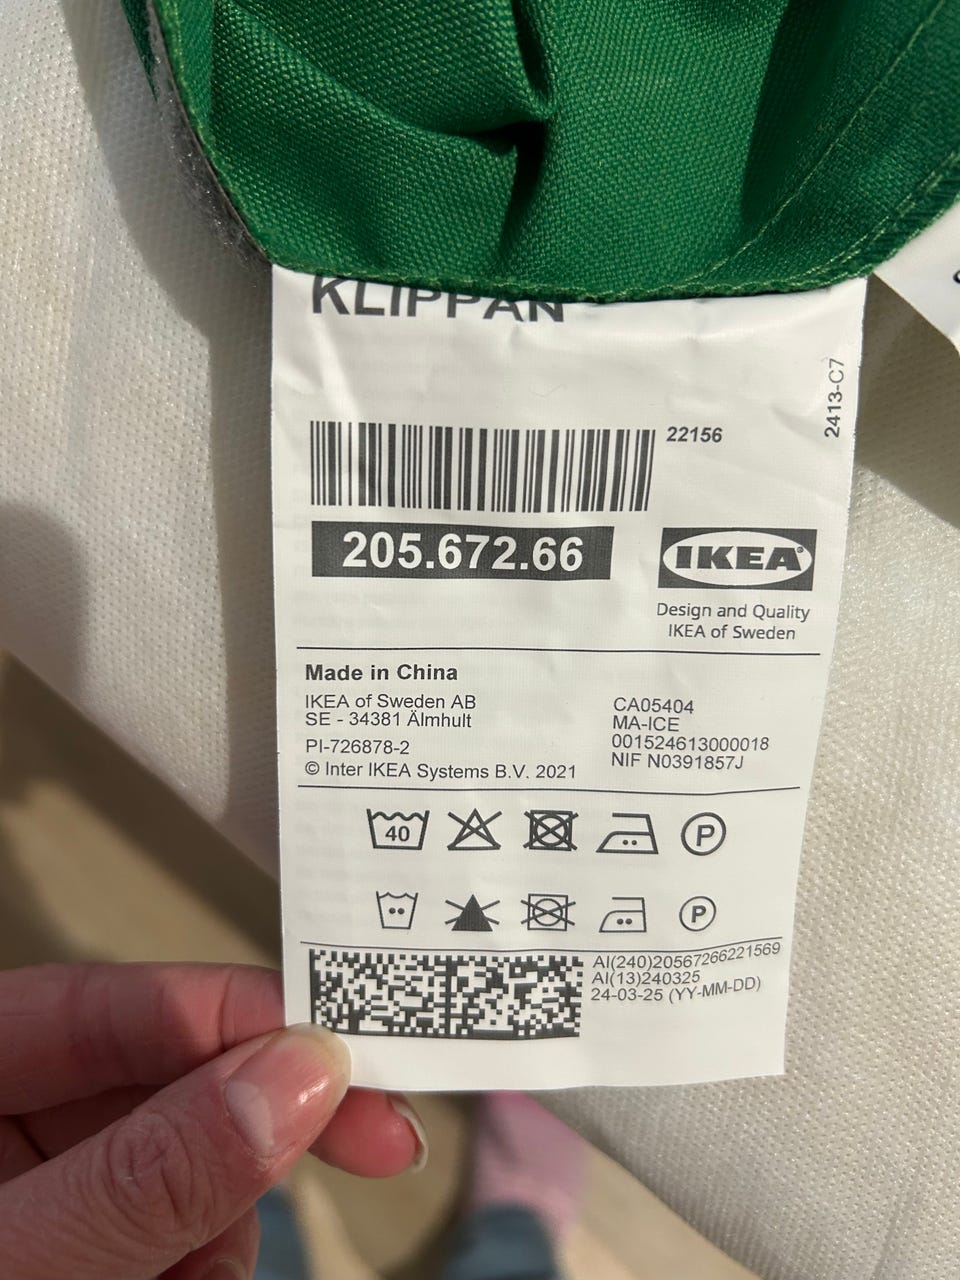 KLIPPAN
2413-C7
22156
205.672.66
IKEA®
Design and Quality
IKEA of Sweden
Made in China
IKEA of Sweden AB
SE - 34381 Älmhult
PI-726878-2
© Inter IKEA Systems B.V. 2021
CA05404
MA-ICE
001524613000018
NIF N0391857J
40
P
P
AI(240)20567266221569
AI(13)240325
24-03-25 (YY-MM-DD)